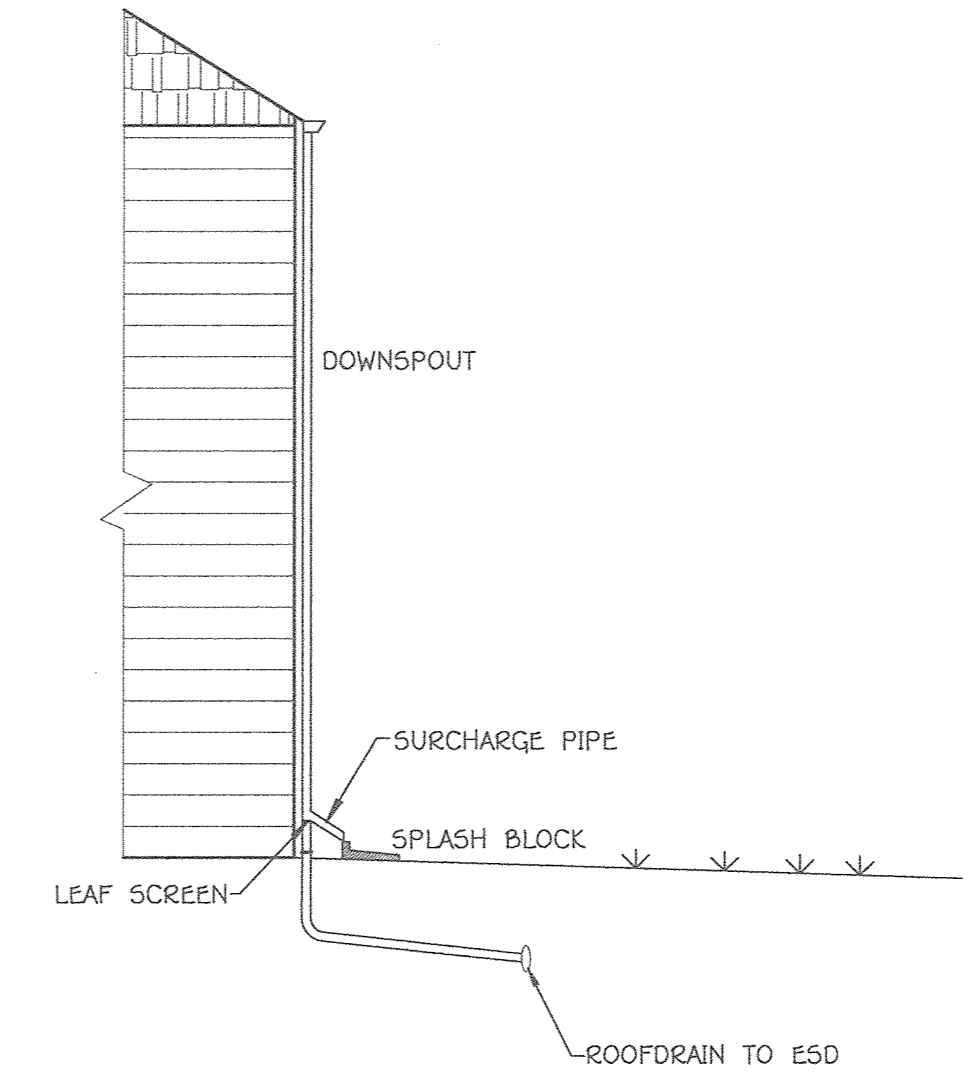 DOWNSPOUT
SURCHARGE PIPE
SPLASH BLOCK
LEAF SCREEN
ROOFDRAIN TO ESD